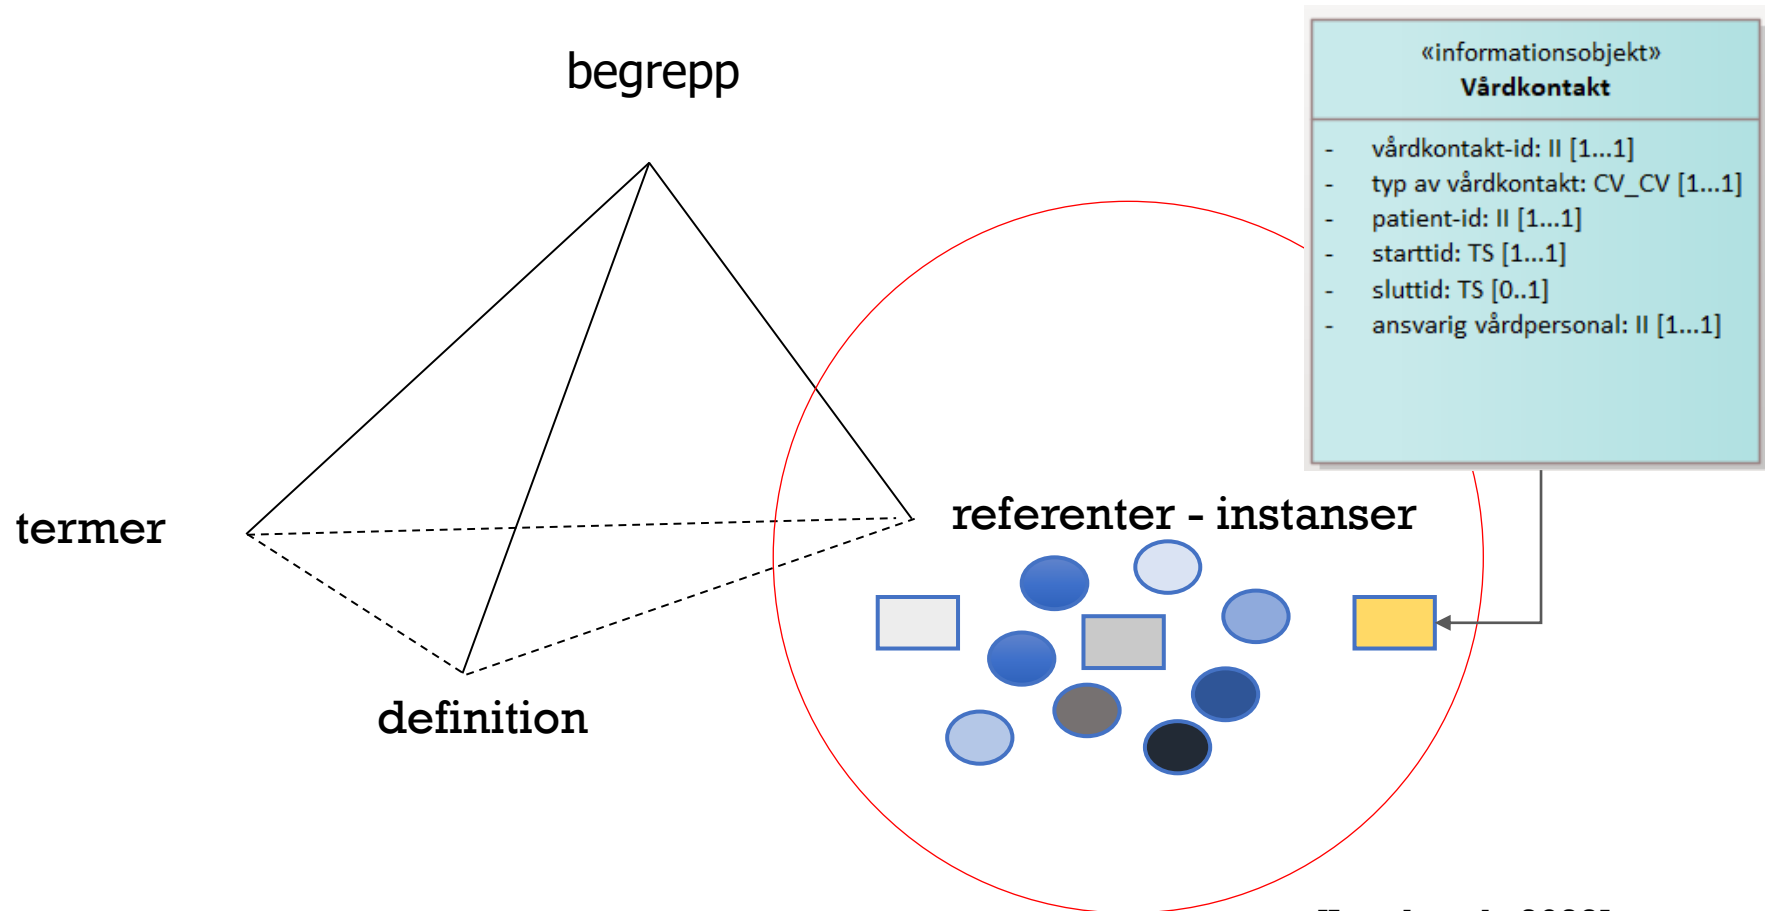 begrepp
«informationsobjekt»
Vårdkontakt
- vårdkontakt-id: II [1...1]
- typ av vårdkontakt: CV_CV [1...1]
- patient-id: II [1...1]
- starttid: TS [1...1]
- sluttid: TS [0..1]
- ansvarig vårdpersonal: II [1...1]
termer
referenter - instanser
definition